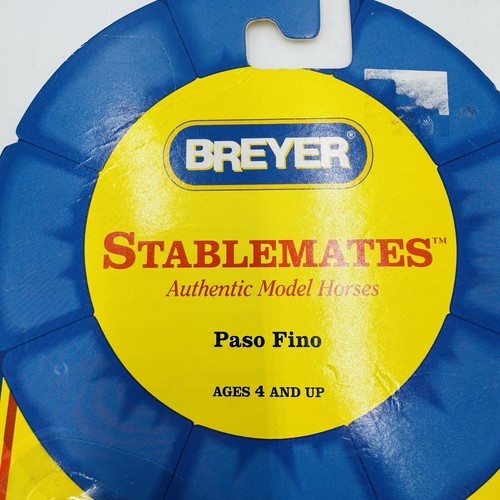 BREYER®
STABLEMATES™
Authentic Model Horses
Paso Fino
AGES 4 AND UP